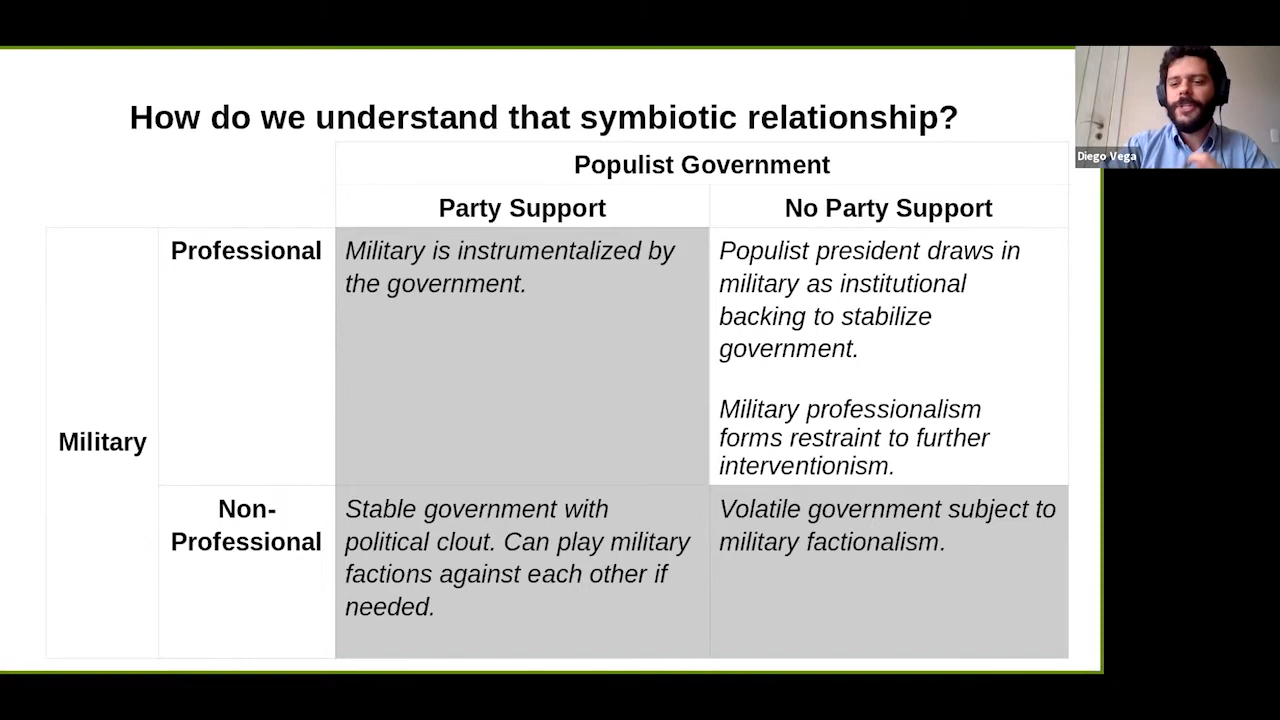 How do we understand that symbiotic relationship?
Diego Vega
Populist Government
Party Support
No Party Support
Military
Professional
Military is instrumentalized by
the government.
Populist president draws in
military as institutional
backing to stabilize
government.
Military professionalism
forms restraint to further
interventionism.
Non-
Professional
Stable government with
political clout. Can play military
factions against each other if
needed.
Volatile government subject to
military factionalism.